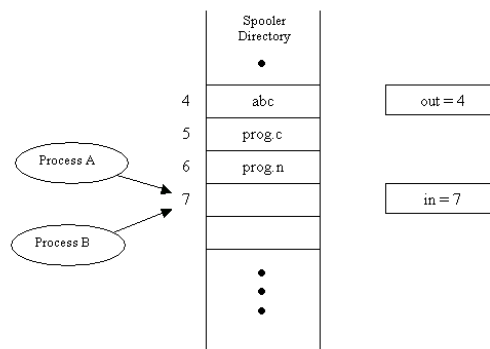 Spooler
Directory
4 abc out = 4
5 prog.c
Process A
6 prog.n
7 in = 7
Process B